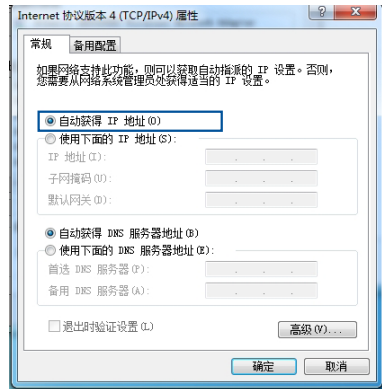 Internet 协议版本 4 (TCP/IPv4) 属性
常规 备用配置
如果网络支持此功能，则可以获取自动指派的 IP 设置。否则，
您需要从网络系统管理员处获得适当的 IP 设置。
自动获得 IP 地址(O)
使用下面的 IP 地址(S):
IP 地址(I):
子网掩码(U):
默认网关(D):
自动获得 DNS 服务器地址(B)
使用下面的 DNS 服务器地址(E):
首选 DNS 服务器(P):
备用 DNS 服务器(A):
退出时验证设置(L)
高级(V)...
确定 取消